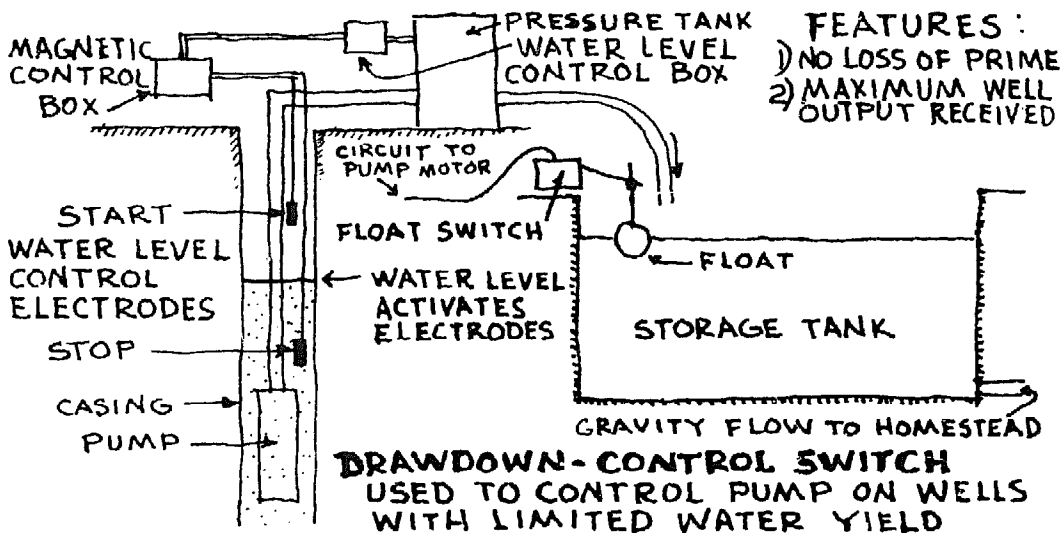 MAGNETIC
CONTROL
BOX
PRESSURE TANK
WATER LEVEL
CONTROL BOX
FEATURES:
1) NO LOSS OF PRIME
2) MAXIMUM WELL
OUTPUT RECEIVED
CIRCUIT TO
PUMP MOTOR
FLOAT SWITCH
FLOAT
START
WATER LEVEL
CONTROL
ELECTRODES
STOP
CASING
PUMP
WATER LEVEL
ACTIVATES
ELECTRODES
STORAGE TANK
GRAVITY FLOW TO HOMESTEAD
DRAWDOWN-CONTROL SWITCH
USED TO CONTROL PUMP ON WELLS
WITH LIMITED WATER YIELD